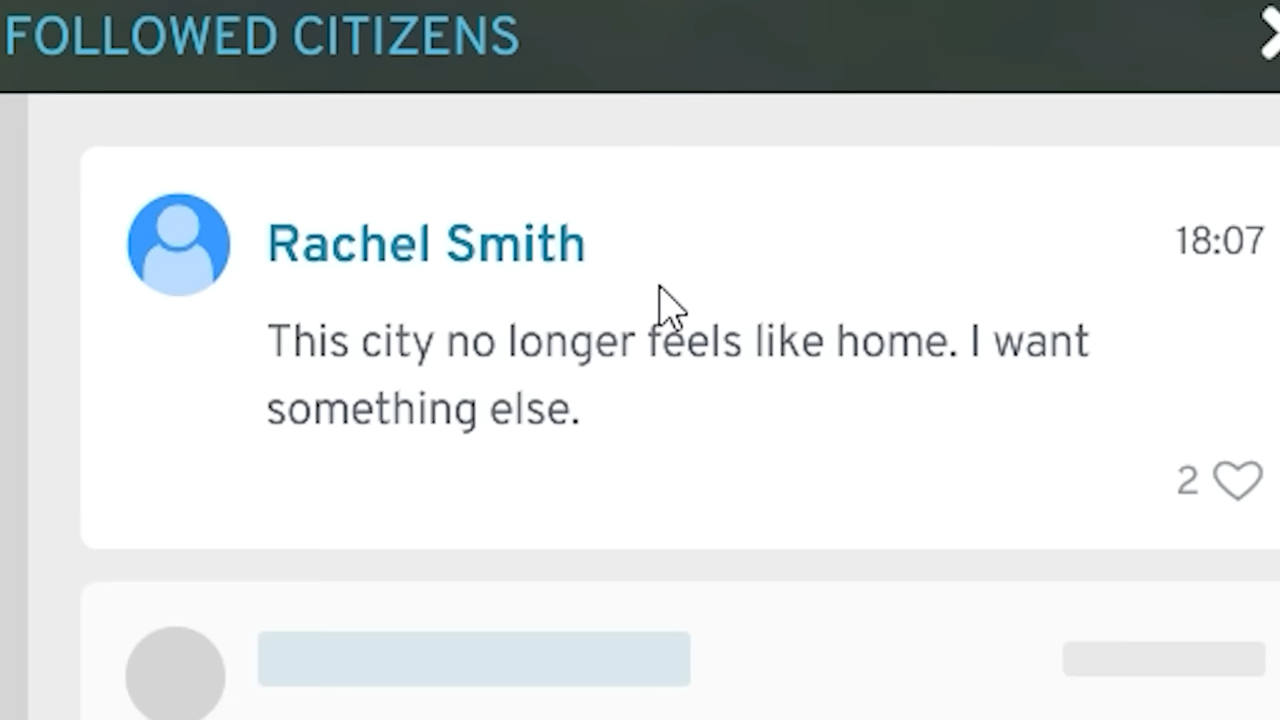 FOLLOWED CITIZENS
Rachel Smith
18:07
This city no longer feels like home. I want
something else.
2